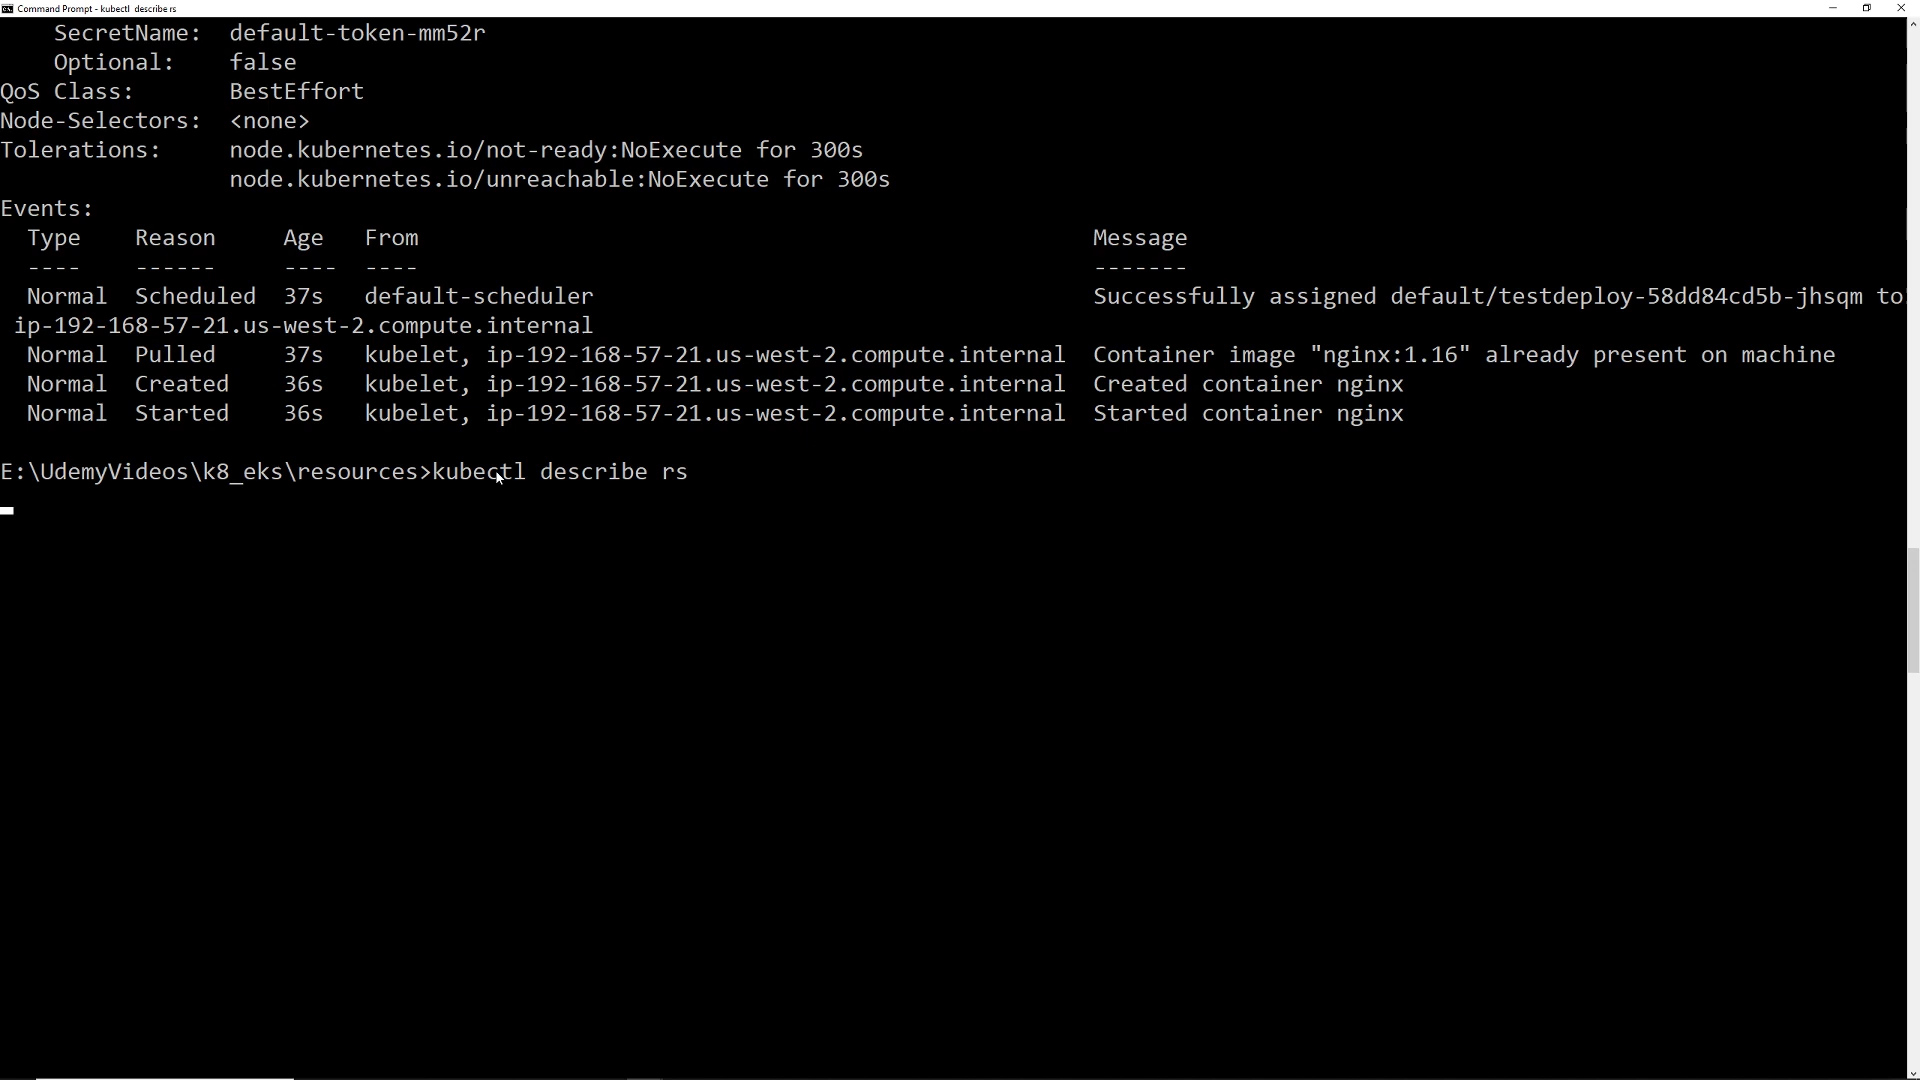 Command Prompt - kubectl describe rs
SecretName: default-token-mm52r
Optional: false
QoS Class: BestEffort
Node-Selectors: <none>
Tolerations: node.kubernetes.io/not-ready:NoExecute for 300s
node.kubernetes.io/unreachable:NoExecute for 300s
Events:
Type Reason Age From Message
---- ------ ---- ---- -------
Normal Scheduled 37s default-scheduler Successfully assigned default/testdeploy-58dd84cd5b-jhsqm to
ip-192-168-57-21.us-west-2.compute.internal
Normal Pulled 37s kubelet, ip-192-168-57-21.us-west-2.compute.internal Container image "nginx:1.16" already present on machine
Normal Created 36s kubelet, ip-192-168-57-21.us-west-2.compute.internal Created container nginx
Normal Started 36s kubelet, ip-192-168-57-21.us-west-2.compute.internal Started container nginx
E:\UdemyVideos\k8_eks\resources>kubectl describe rs